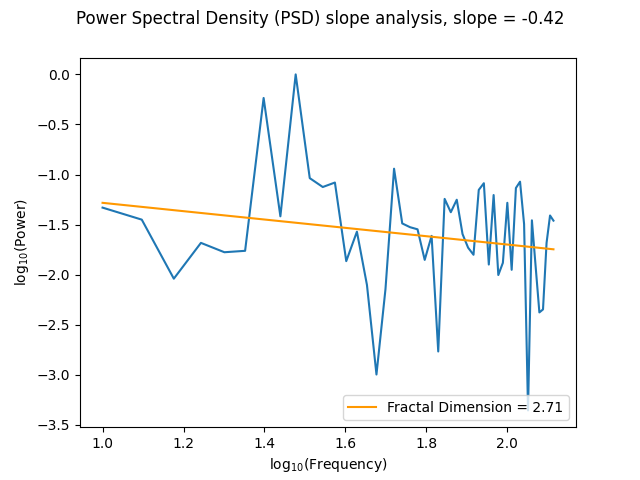 Power Spectral Density (PSD) slope analysis, slope = -0.42
log₁₀(Power)
0.0
−0.5
−1.0
−1.5
−2.0
−2.5
−3.0
−3.5
Fractal Dimension = 2.71
1.0 1.2 1.4 1.6 1.8 2.0
log₁₀(Frequency)